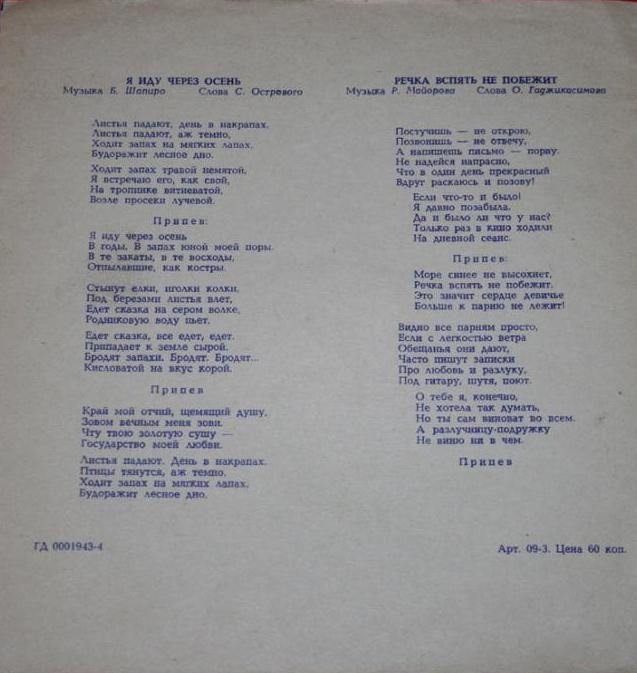 Я ИДУ ЧЕРЕЗ ОСЕНЬ
Музыка Б. Шапиро Слова С. Острового
Листья падают, день в накрапах,
Листья падают, аж темно,
Ходит запах на мягких лапах,
Будоражит лесное дно.
Ходит запах травой немятой,
Я встречаю его, как свой,
На тропинке витиеватой,
Возле просеки лучевой.
Припев:
Я иду через осень
В годы, В запах юной моей поры.
В те закаты, в те восходы,
Отпылавшие, как костры.
Стынут елки, иголки колки,
Под березами листья влет,
Едет сказка на сером волке,
Родниковую воду пьет.
Едет сказка, все едет, едет.
Припадает к земле сырой.
Бродят запахи. Бродят. Бродят...
Кисловатой на вкус корой.
Припев
Край мой отчий, щемящий душу,
Зовом вечным меня зови.
Чту твою золотую сушу —
Государство моей любви.
Листья падают. День в накрапах.
Птицы тянутся, аж темно,
Ходит запах на мягких лапах,
Будоражит лесное дно.
ГД 0001943-4
РЕЧКА ВСПЯТЬ НЕ ПОБЕЖИТ
Музыка Р. Майорова Слова О. Гаджикасимова
Постучишь — не открою,
Позвонишь — не отвечу,
А напишешь письмо — порву.
Не надейся напрасно,
Что в один день прекрасный
Вдруг раскаюсь и позову!
Если что-то и было!
Я давно позабыла.
Да и было ли что у нас?
Только раз в кино ходили
На дневной сеанс.
Припев:
Море синее не высохнет,
Речка вспять не побежит.
Это значит сердце девичье
Больше к парню не лежит!
Видно все парням просто,
Если с легкостью ветра
Обещанья они дают,
Часто пишут записки
Про любовь и разлуку,
Под гитару, шутя, поют.
О тебе я, конечно,
Не хотела так думать,
Но ты сам виноват во всем.
А разлучницу-подружку
Не виню ни в чем.
Припев
Арт. 09-3. Цена 60 коп.